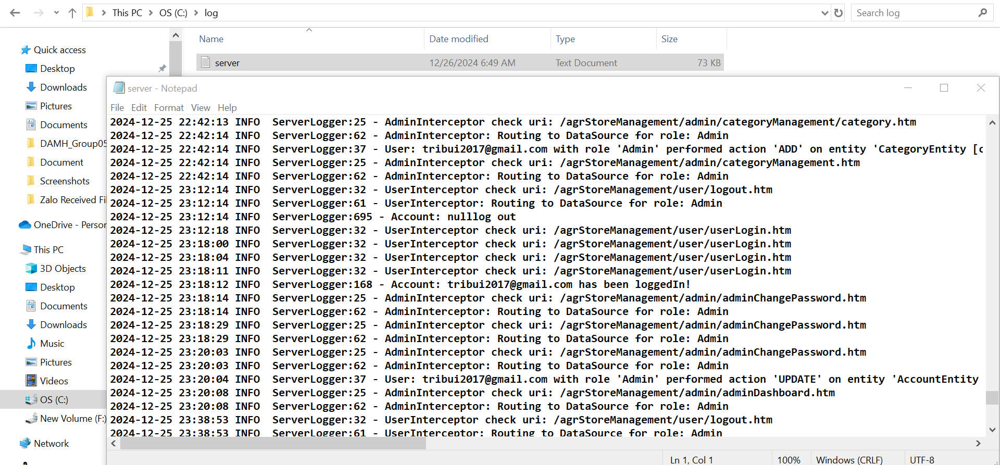 This PC > OS (C:) > log
Search log
Name Date modified Type Size
server 12/26/2024 6:49 AM Text Document 73 KB
Quick access
Desktop
Downloads
Pictures
Documents
DAMH_Group05
Document
Screenshots
Zalo Received Fi
OneDrive - Person
This PC
3D Objects
Desktop
Documents
Downloads
Music
Pictures
Videos
OS (C:)
New Volume (F:)
Network
server - Notepad
File Edit Format View Help
2024-12-25 22:42:13 INFO  ServerLogger:25 - AdminInterceptor check uri: /agrStoreManagement/admin/categoryManagement/category.htm
2024-12-25 22:42:14 INFO  ServerLogger:62 - AdminInterceptor: Routing to DataSource for role: Admin
2024-12-25 22:42:14 INFO  ServerLogger:37 - User: tribui2017@gmail.com with role 'Admin' performed action 'ADD' on entity 'CategoryEntity [c
2024-12-25 22:42:14 INFO  ServerLogger:25 - AdminInterceptor check uri: /agrStoreManagement/admin/categoryManagement.htm
2024-12-25 22:42:14 INFO  ServerLogger:62 - AdminInterceptor: Routing to DataSource for role: Admin
2024-12-25 23:12:14 INFO  ServerLogger:32 - UserInterceptor check uri: /agrStoreManagement/user/logout.htm
2024-12-25 23:12:14 INFO  ServerLogger:61 - UserInterceptor: Routing to DataSource for role: Admin
2024-12-25 23:12:14 INFO  ServerLogger:695 - Account: nulllog out
2024-12-25 23:12:18 INFO  ServerLogger:32 - UserInterceptor check uri: /agrStoreManagement/user/userLogin.htm
2024-12-25 23:18:00 INFO  ServerLogger:32 - UserInterceptor check uri: /agrStoreManagement/user/userLogin.htm
2024-12-25 23:18:04 INFO  ServerLogger:32 - UserInterceptor check uri: /agrStoreManagement/user/userLogin.htm
2024-12-25 23:18:11 INFO  ServerLogger:32 - UserInterceptor check uri: /agrStoreManagement/user/userLogin.htm
2024-12-25 23:18:12 INFO  ServerLogger:168 - Account: tribui2017@gmail.com has been loggedIn!
2024-12-25 23:18:14 INFO  ServerLogger:25 - AdminInterceptor check uri: /agrStoreManagement/admin/adminChangePassword.htm
2024-12-25 23:18:14 INFO  ServerLogger:62 - AdminInterceptor: Routing to DataSource for role: Admin
2024-12-25 23:18:29 INFO  ServerLogger:25 - AdminInterceptor check uri: /agrStoreManagement/admin/adminChangePassword.htm
2024-12-25 23:18:29 INFO  ServerLogger:62 - AdminInterceptor: Routing to DataSource for role: Admin
2024-12-25 23:20:03 INFO  ServerLogger:25 - AdminInterceptor check uri: /agrStoreManagement/admin/adminChangePassword.htm
2024-12-25 23:20:03 INFO  ServerLogger:62 - AdminInterceptor: Routing to DataSource for role: Admin
2024-12-25 23:20:04 INFO  ServerLogger:37 - User: tribui2017@gmail.com with role 'Admin' performed action 'UPDATE' on entity 'AccountEntity
2024-12-25 23:20:08 INFO  ServerLogger:25 - AdminInterceptor check uri: /agrStoreManagement/admin/adminDashboard.htm
2024-12-25 23:20:08 INFO  ServerLogger:62 - AdminInterceptor: Routing to DataSource for role: Admin
2024-12-25 23:38:53 INFO  ServerLogger:32 - UserInterceptor check uri: /agrStoreManagement/user/logout.htm
2024-12-25 23:38:53 INFO  ServerLogger:61 - UserInterceptor: Routing to DataSource for role: Admin
Ln 1, Col 1 100% Windows (CRLF) UTF-8